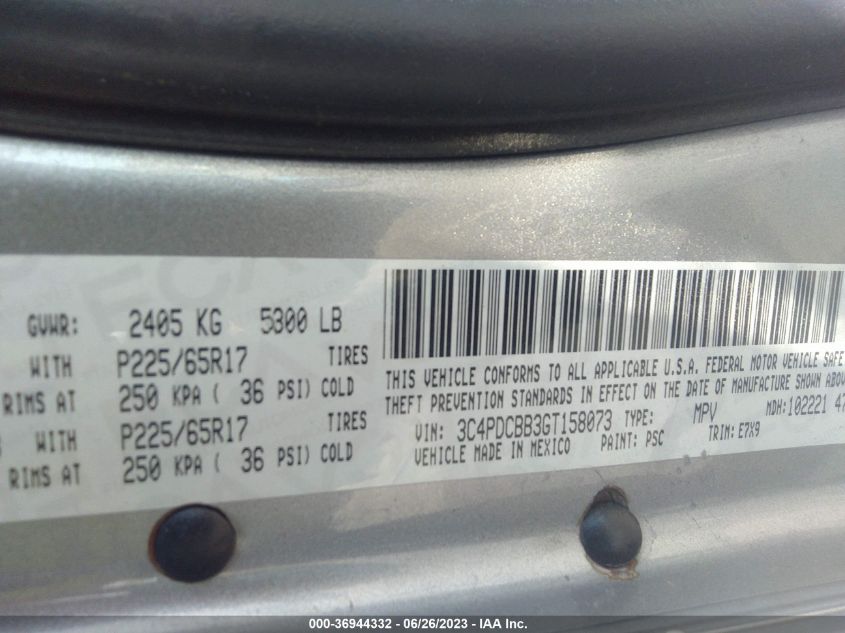 GVWR: 2405 KG 5300 LB
WITH P225/65R17 TIRES
RIMS AT 250 KPA ( 36 PSI) COLD
WITH P225/65R17 TIRES
RIMS AT 250 KPA ( 36 PSI) COLD
THIS VEHICLE CONFORMS TO ALL APPLICABLE U.S.A. FEDERAL MOTOR VEHICLE SAFE
THEFT PREVENTION STANDARDS IN EFFECT ON THE DATE OF MANUFACTURE SHOWN ABOV
VIN: 3C4PDCBB3GT158073 TYPE: MPV MDH:102221 47
VEHICLE MADE IN MEXICO PAINT: PSC TRIM: E7X9
000-36944332 / 06/26/2023 - IAA Inc.